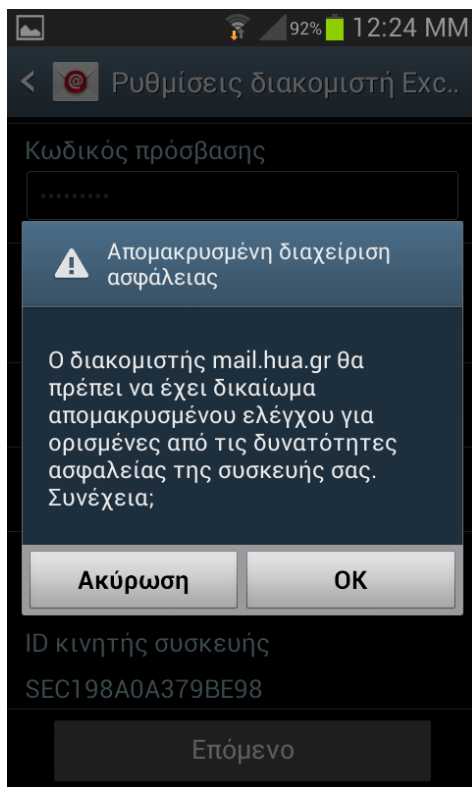 92% 12:24 MM
Ρυθμίσεις διακομιστή Exc..
Κωδικός πρόσβασης
.........
Απομακρυσμένη διαχείριση
ασφάλειας
Ο διακομιστής mail.hua.gr θα
πρέπει να έχει δικαίωμα
απομακρυσμένου ελέγχου για
ορισμένες από τις δυνατότητες
ασφαλείας της συσκευής σας.
Συνέχεια;
Ακύρωση OK
ID κινητής συσκευής
SEC198A0A379BE98
Επόμενο